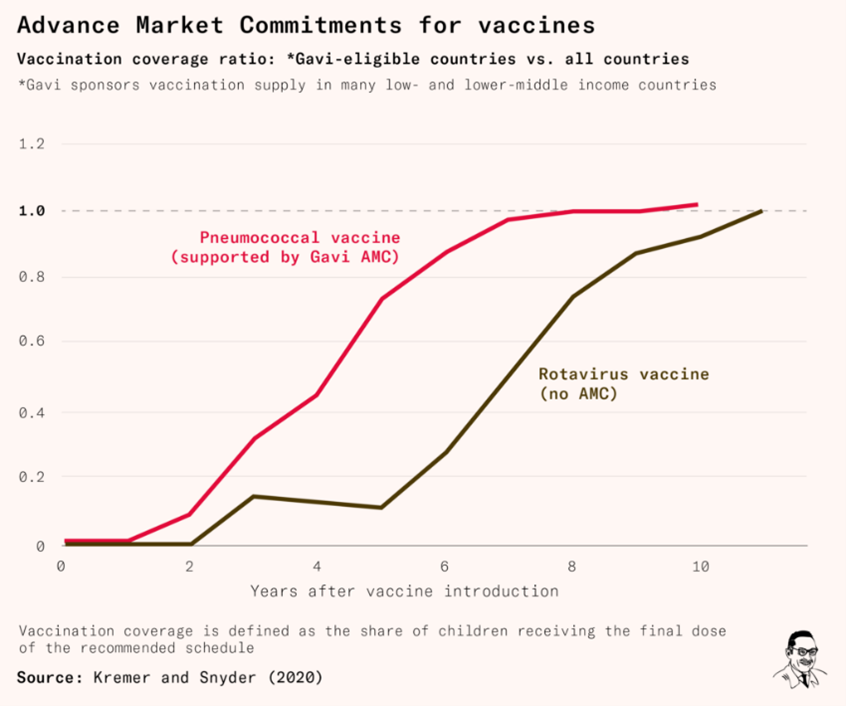 Advance Market Commitments for vaccines
Vaccination coverage ratio: *Gavi-eligible countries vs. all countries
*Gavi sponsors vaccination supply in many low- and lower-middle income countries
1.2
1.0
Pneumococcal vaccine
(supported by Gavi AMC)
0.8
0.6
Rotavirus vaccine
(no AMC)
0.4
0.2
0
0 2 4 6 8 10
Years after vaccine introduction
Vaccination coverage is defined as the share of children receiving the final dose
of the recommended schedule
Source: Kremer and Snyder (2020)